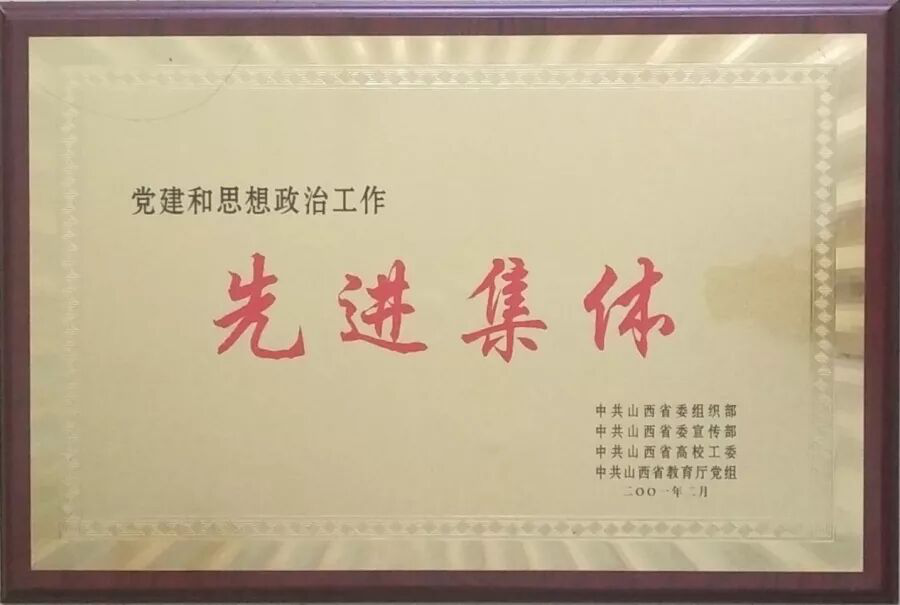 党建和思想政治工作
先进集体
中共山西省委组织部
中共山西省委宣传部
中共山西省高校工委
中共山西省教育厅党组
二〇〇一年二月